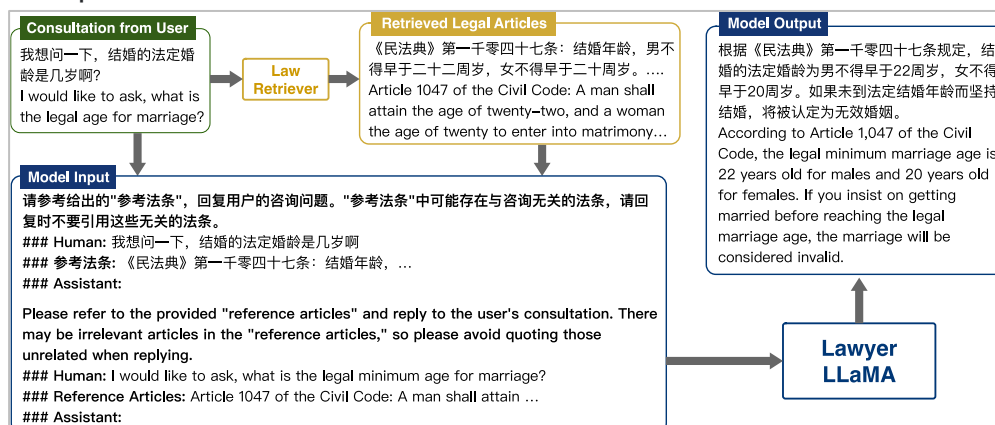 Consultation from User
我想问一下，结婚的法定婚
龄是几岁啊？
I would like to ask, what is
the legal age for marriage?
Law
Retriever
Retrieved Legal Articles
《民法典》第一千零四十七条：结婚年龄，男不
得早于二十二周岁，女不得早于二十周岁。….
Article 1047 of the Civil Code: A man shall
attain the age of twenty-two, and a woman
the age of twenty to enter into matrimony…
Model Output
根据《民法典》第一千零四十七条规定，结
婚的法定婚龄为男不得早于22周岁，女不得
早于20周岁。如果未到法定结婚年龄而坚持
结婚，将被认定为无效婚姻。
According to Article 1,047 of the Civil
Code, the legal minimum marriage age is
22 years old for males and 20 years old
for females. If you insist on getting
married before reaching the legal
marriage age, the marriage will be
considered invalid.
Model Input
请参考给出的"参考法条"，回复用户的咨询问题。"参考法条"中可能存在与咨询无关的法条，请回
复时不要引用这些无关的法条。
### Human: 我想问一下，结婚的法定婚龄是几岁啊
### 参考法条: 《民法典》第一千零四十七条：结婚年龄，…
### Assistant:
Please refer to the provided "reference articles" and reply to the user's consultation. There
may be irrelevant articles in the "reference articles," so please avoid quoting those
unrelated when replying.
### Human: I would like to ask, what is the legal minimum age for marriage?
### Reference Articles: Article 1047 of the Civil Code: A man shall attain …
### Assistant:
Lawyer
LLaMA